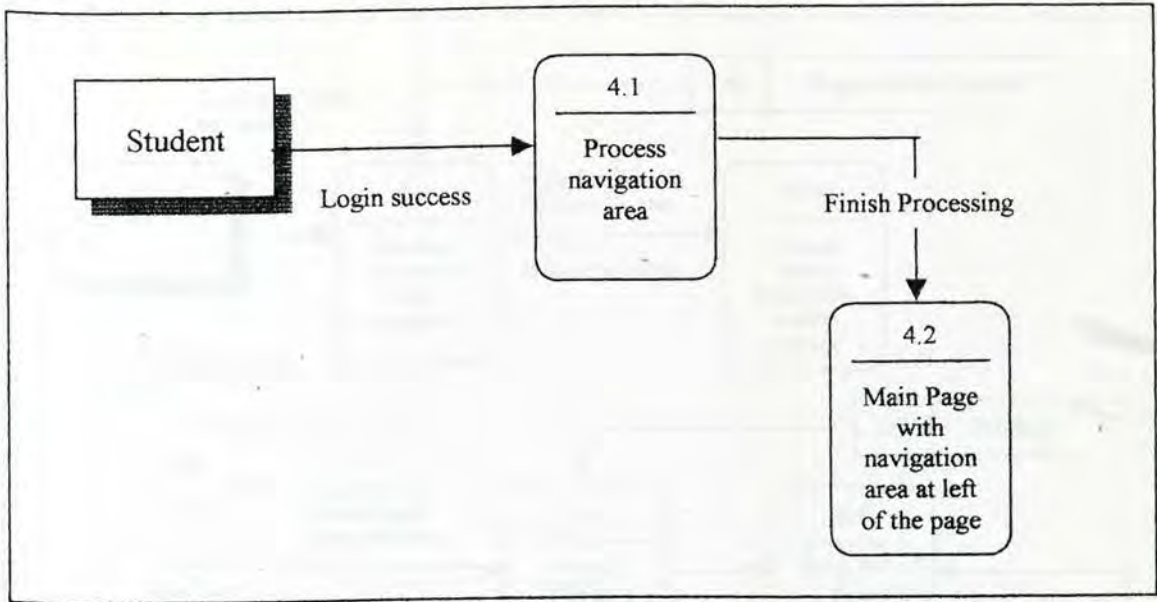 Student
Login success
4.1
Process
navigation
area
Finish Processing
4.2
Main Page
with
navigation
area at left
of the page